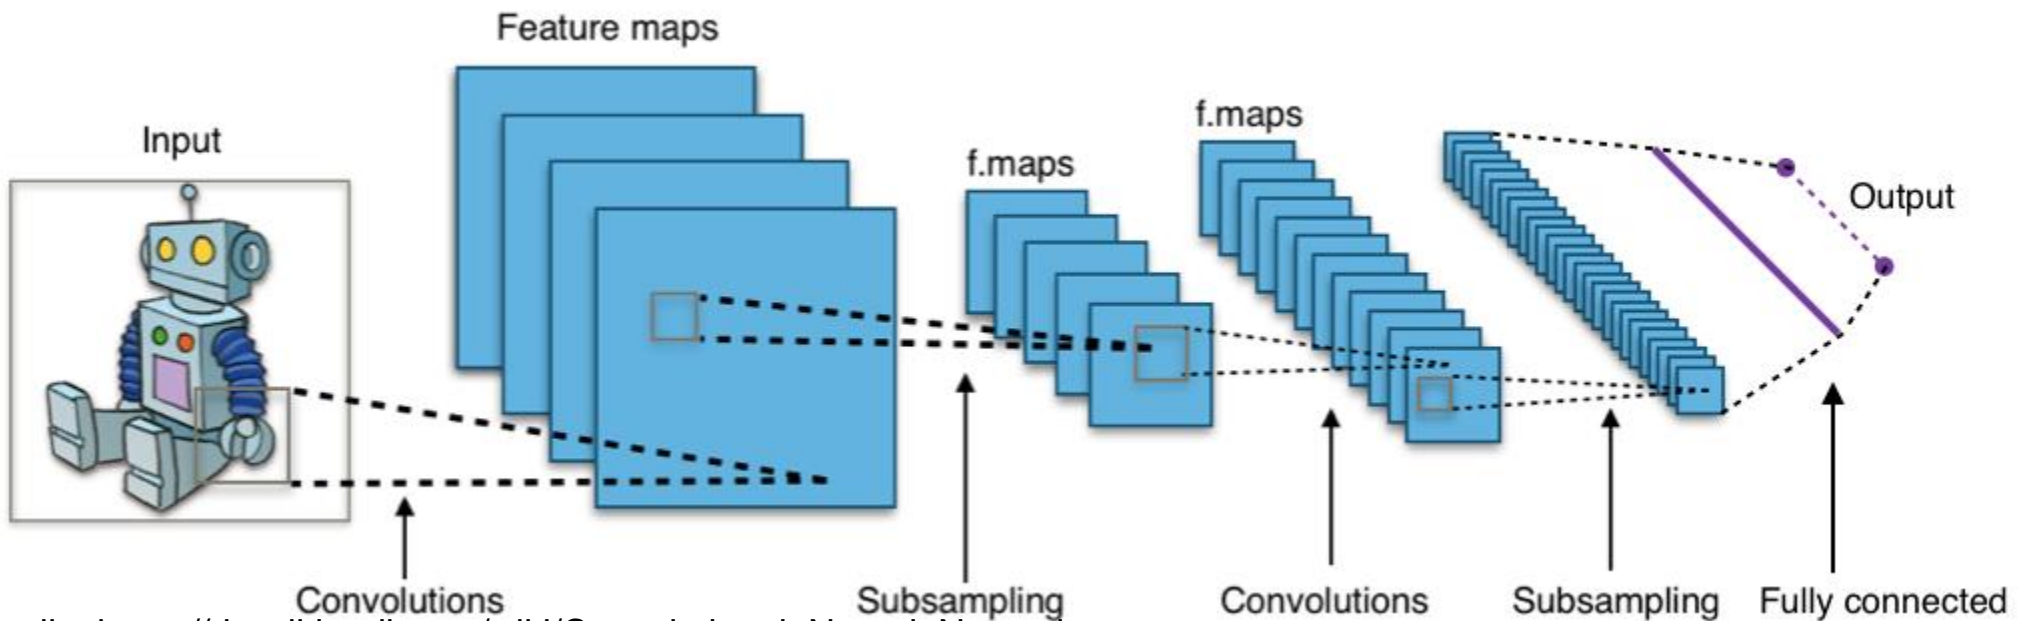 Feature maps
f.maps
f.maps
Input
Output
Convolutions
Subsampling
Convolutions
Subsampling
Fully connected